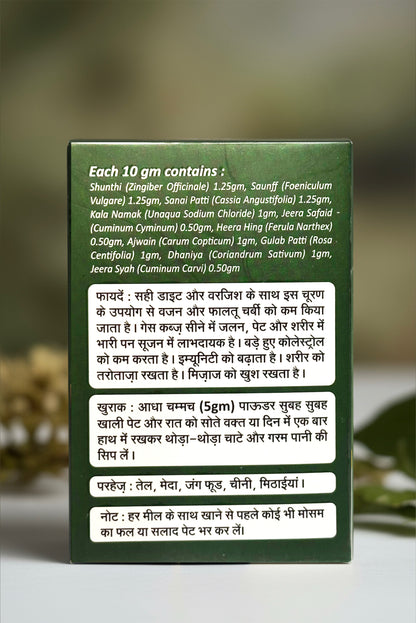 Each 10 gm contains :
Shunthi (Zingiber Officinale) 1.25gm, Saunff (Foeniculum
Vulgare) 1.25gm, Sanai Patti (Cassia Angustifolia) 1.25gm,
Kala Namak (Unaqua Sodium Chloride) 1gm, Jeera Safaid -
(Cuminum Cyminum) 0.50gm, Heera Hing (Ferula Narthex)
0.50gm, Ajwain (Carum Copticum) 1gm, Gulab Patti (Rosa
Centifolia) 1gm, Dhaniya (Coriandrum Sativum) 1gm,
Jeera Syah (Cuminum Carvi) 0.50gm
फायदें : सही डाइट और वरजिश के साथ इस चूरण
के उपयोग से वजन और फालतू चर्बी को कम किया
जाता है। गेस कब्ज़ सीने में जलन, पेट और शरीर में
भारी पन सूजन में लाभदायक है। बड़े हुए कोलेस्ट्रोल
को कम करता है। इम्यूनिटी को बढ़ाता है। शरीर को
तरोताज़ा रखता है। मिज़ाज को खुश रखता है।
खुराक : आधा चम्मच (5gm) पाऊडर सुबह सुबह
खाली पेट और रात को सोते वक्त या दिन में एक बार
हाथ में रखकर थोड़ा-थोड़ा चाटे और गरम पानी की
सिप लें।
परहेज़ : तेल, मेदा, जंग फूड, चीनी, मिठाईयां।
नोट : हर मील के साथ खाने से पहले कोई भी मोसम
का फल या सलाद पेट भर कर लें।